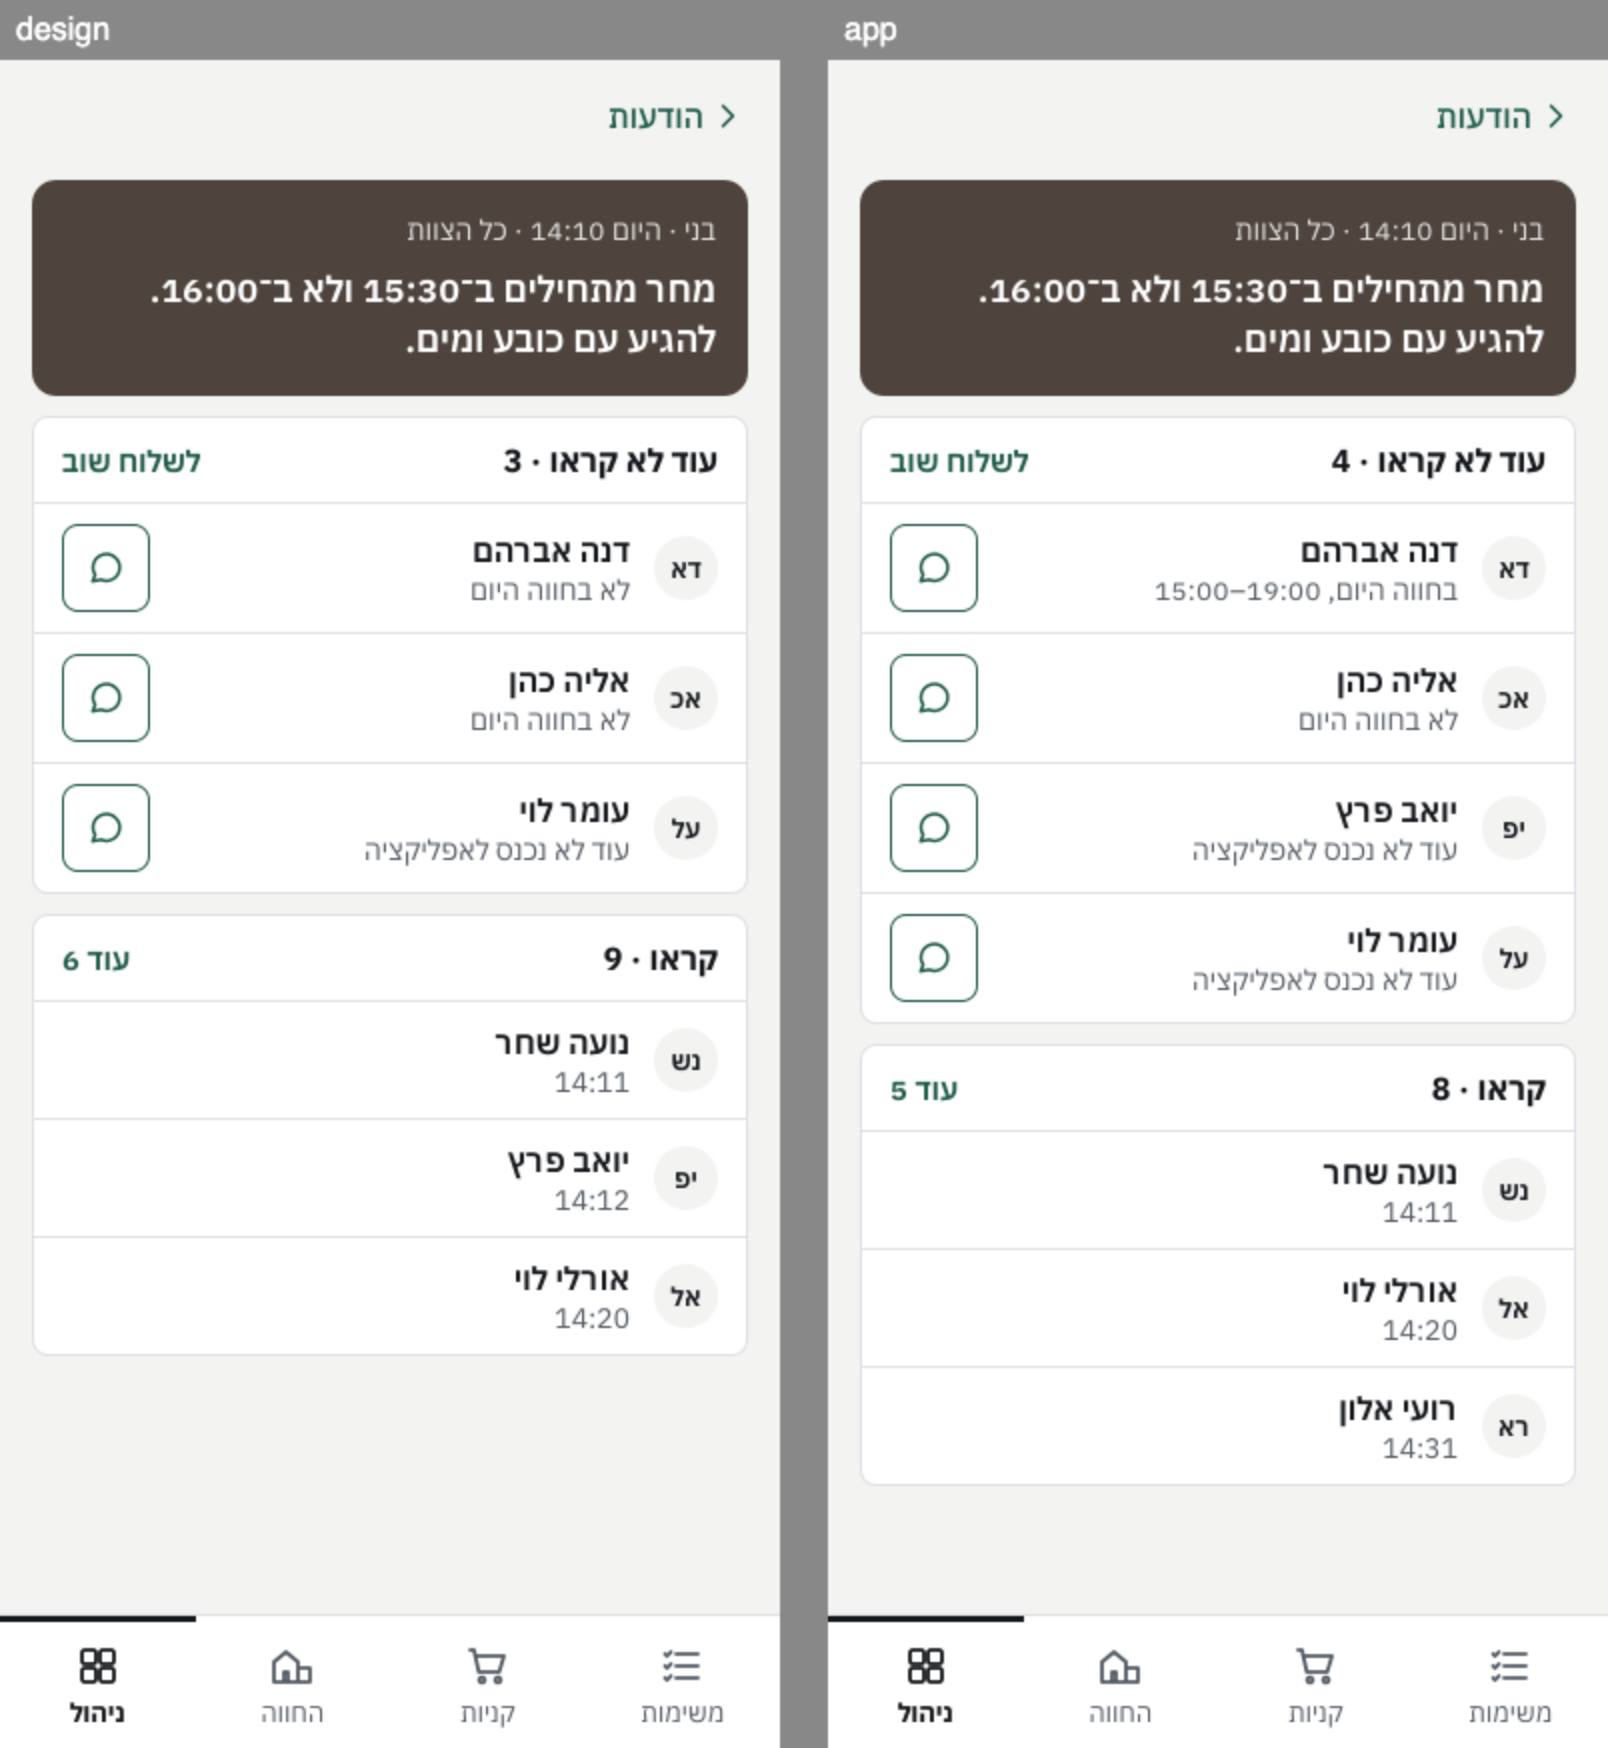 design
הודעות
בני · היום 14:10 · כל הצוות
מחר מתחילים ב־15:30 ולא ב־16:00.
להגיע עם כובע ומים.
עוד לא קראו · 3
לשלוח שוב
דא
דנה אברהם
לא בחווה היום
אכ
אליה כהן
לא בחווה היום
על
עומר לוי
עוד לא נכנס לאפליקציה
קראו · 9
עוד 6
נש
נועה שחר
14:11
יפ
יואב פרץ
14:12
אל
אורלי לוי
14:20
משימות
קניות
החווה
ניהול
app
הודעות
בני · היום 14:10 · כל הצוות
מחר מתחילים ב־15:30 ולא ב־16:00.
להגיע עם כובע ומים.
עוד לא קראו · 4
לשלוח שוב
דא
דנה אברהם
בחווה היום, 15:00–19:00
אכ
אליה כהן
לא בחווה היום
יפ
יואב פרץ
עוד לא נכנס לאפליקציה
על
עומר לוי
עוד לא נכנס לאפליקציה
קראו · 8
עוד 5
נש
נועה שחר
14:11
אל
אורלי לוי
14:20
רא
רועי אלון
14:31
משימות
קניות
החווה
ניהול